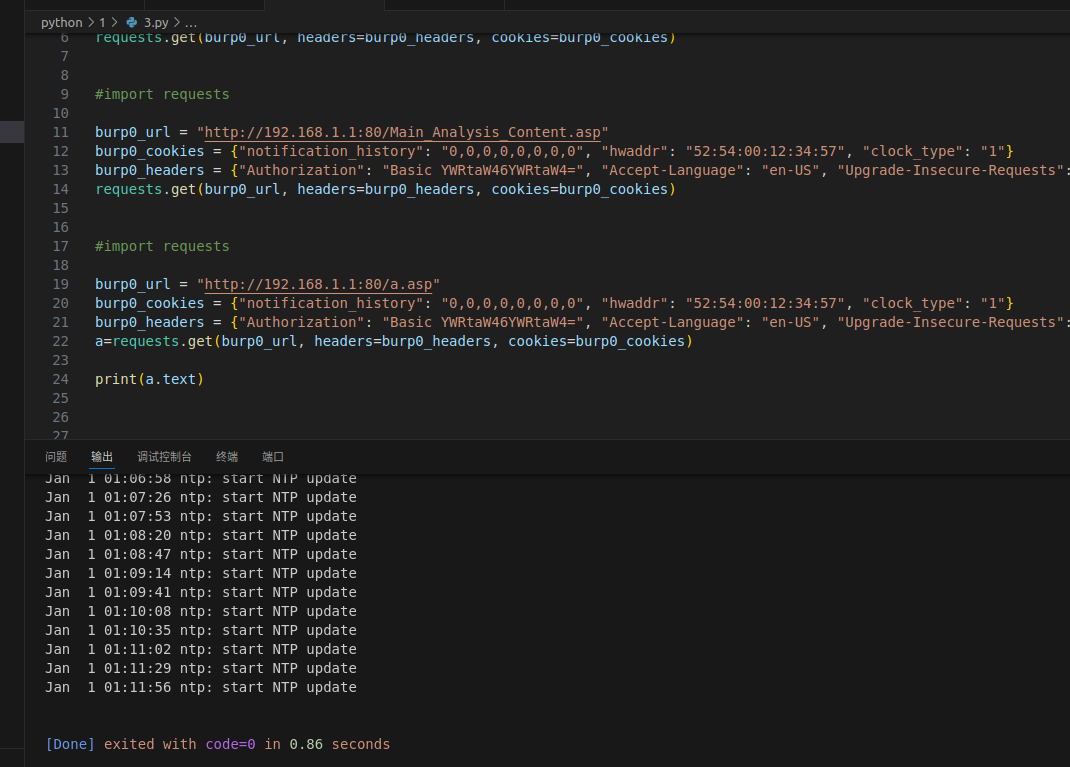 python > 1 > 3.py > ...
6 requests.get(burp0_url, headers=burp0_headers, cookies=burp0_cookies)
7
8
9 #import requests
10
11 burp0_url = "http://192.168.1.1:80/Main_Analysis_Content.asp"
12 burp0_cookies = {"notification_history": "0,0,0,0,0,0,0,0", "hwaddr": "52:54:00:12:34:57", "clock_type": "1"}
13 burp0_headers = {"Authorization": "Basic YWRtaW46YWRtaW4=", "Accept-Language": "en-US", "Upgrade-Insecure-Requests":
14 requests.get(burp0_url, headers=burp0_headers, cookies=burp0_cookies)
15
16
17 #import requests
18
19 burp0_url = "http://192.168.1.1:80/a.asp"
20 burp0_cookies = {"notification_history": "0,0,0,0,0,0,0,0", "hwaddr": "52:54:00:12:34:57", "clock_type": "1"}
21 burp0_headers = {"Authorization": "Basic YWRtaW46YWRtaW4=", "Accept-Language": "en-US", "Upgrade-Insecure-Requests":
22 a=requests.get(burp0_url, headers=burp0_headers, cookies=burp0_cookies)
23
24 print(a.text)
25
26
27
问题 输出 调试控制台 终端 端口
Jan  1 01:06:58 ntp: start NTP update
Jan  1 01:07:26 ntp: start NTP update
Jan  1 01:07:53 ntp: start NTP update
Jan  1 01:08:20 ntp: start NTP update
Jan  1 01:08:47 ntp: start NTP update
Jan  1 01:09:14 ntp: start NTP update
Jan  1 01:09:41 ntp: start NTP update
Jan  1 01:10:08 ntp: start NTP update
Jan  1 01:10:35 ntp: start NTP update
Jan  1 01:11:02 ntp: start NTP update
Jan  1 01:11:29 ntp: start NTP update
Jan  1 01:11:56 ntp: start NTP update
[Done] exited with code=0 in 0.86 seconds